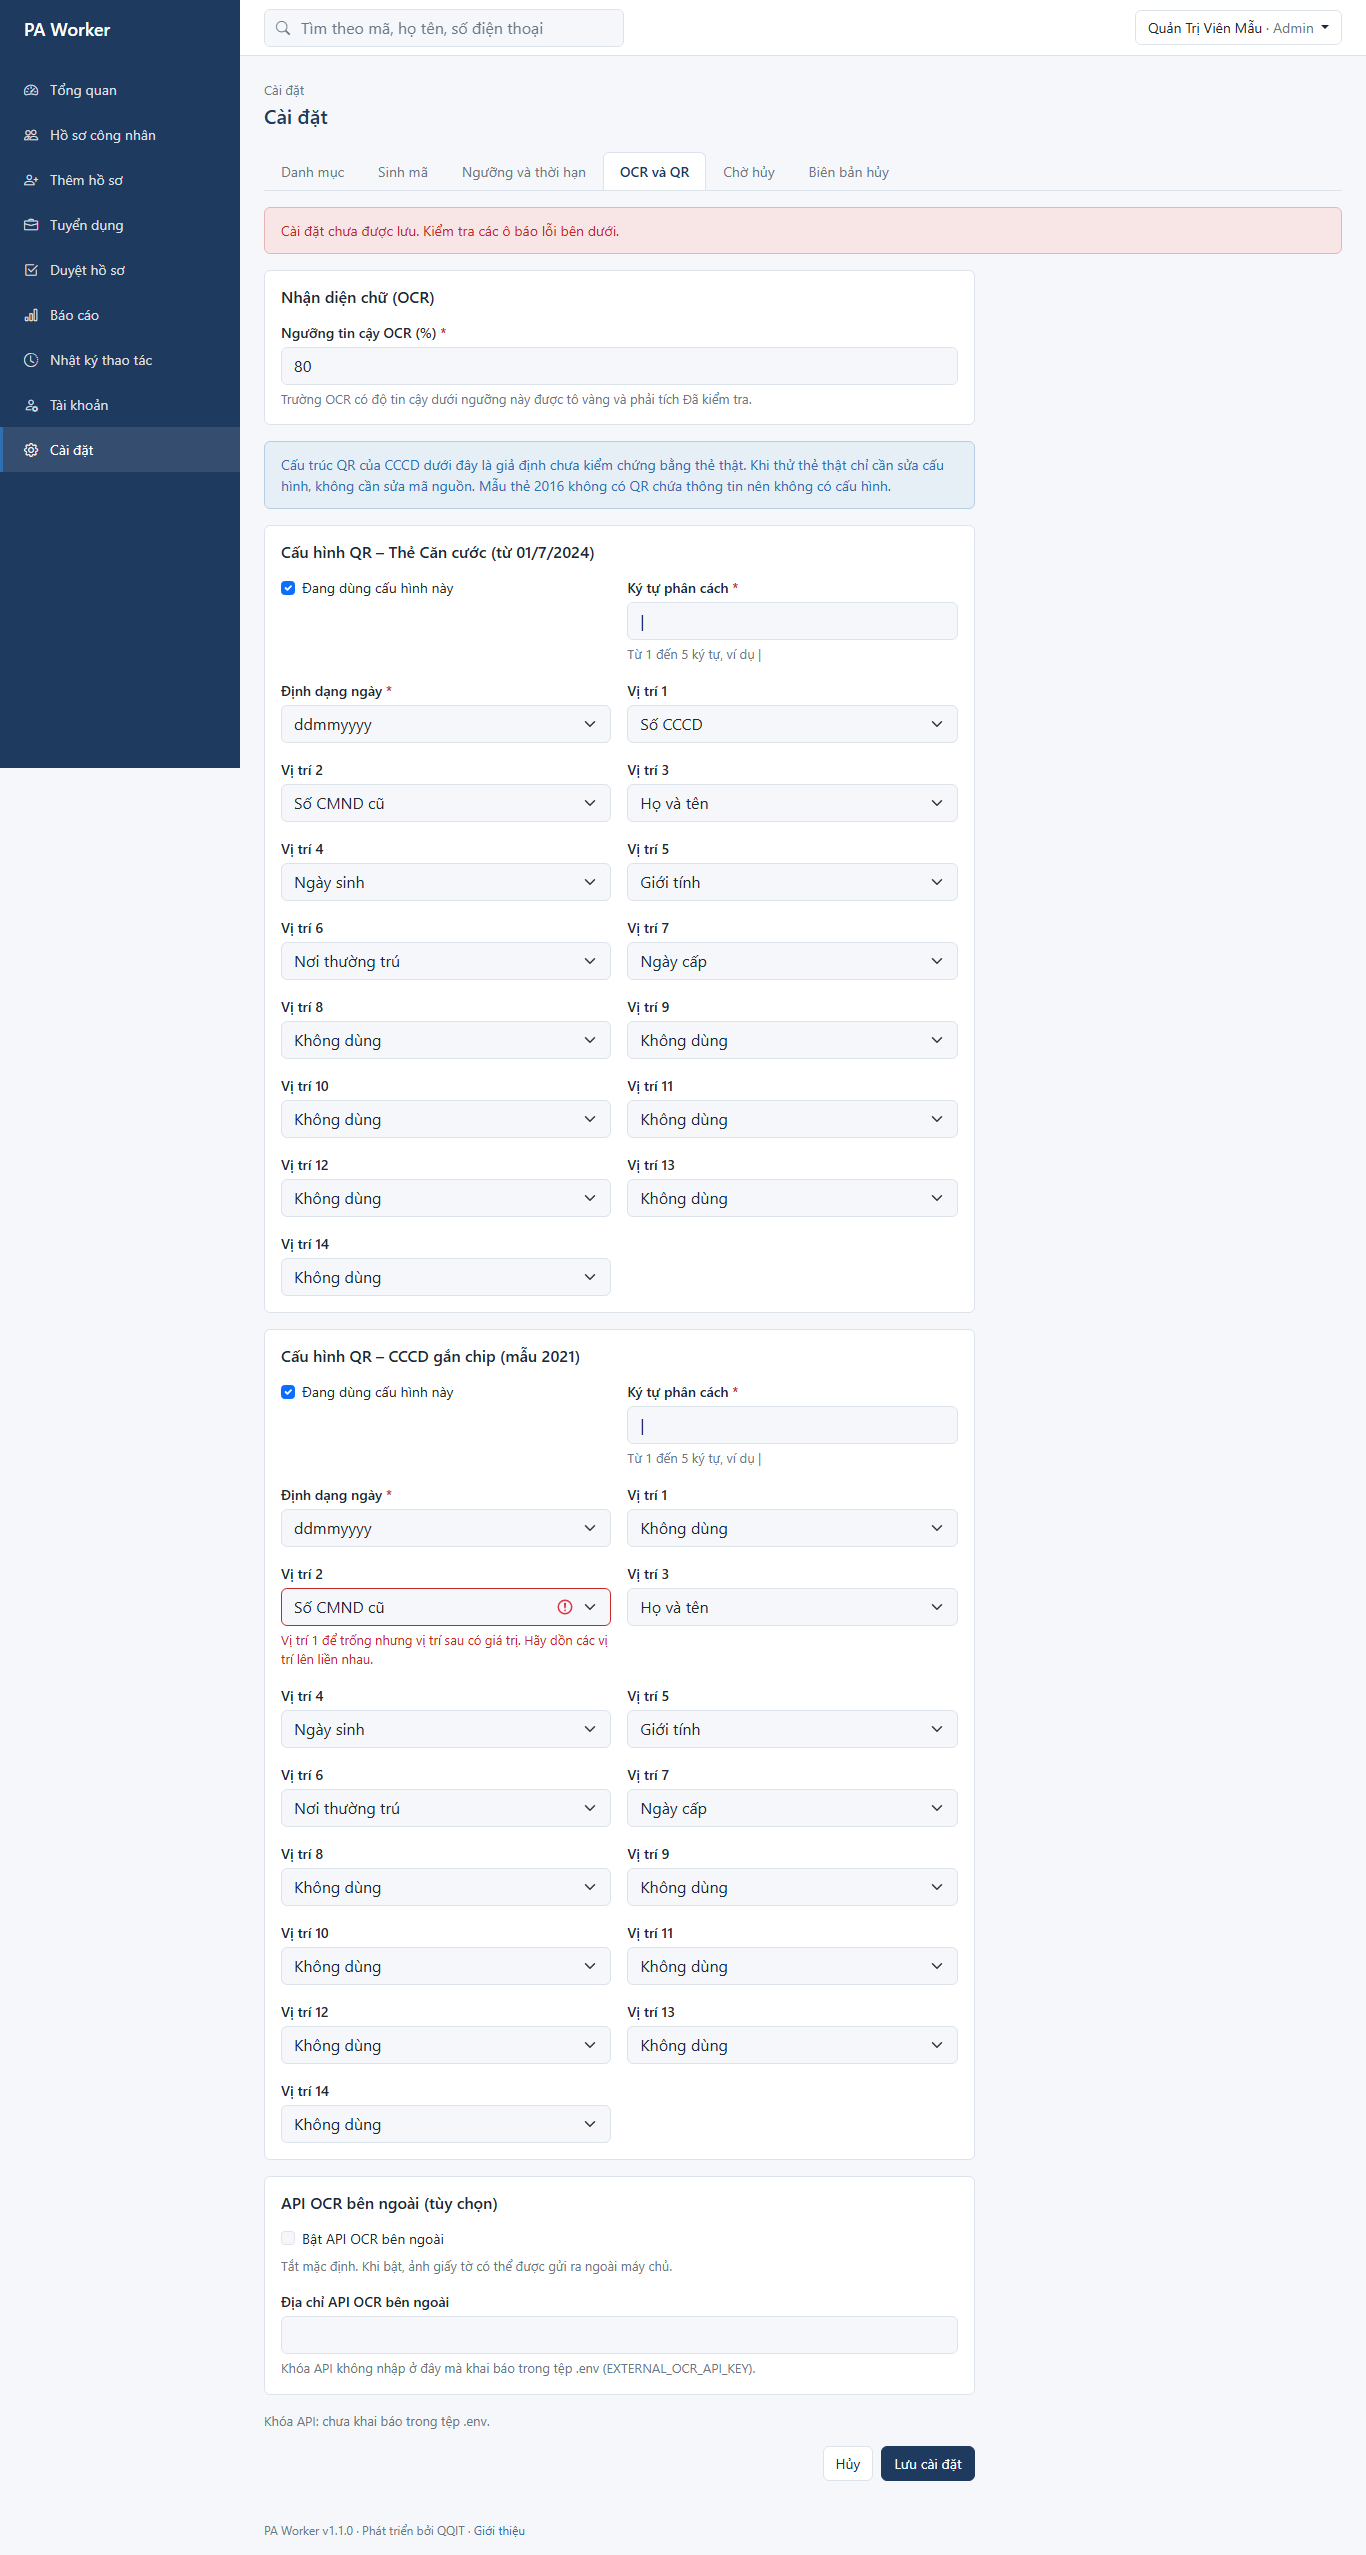 PA Worker
Tìm theo mã, họ tên, số điện thoại
Quản Trị Viên Mẫu · Admin
Tổng quan
Hồ sơ công nhân
Thêm hồ sơ
Tuyển dụng
Duyệt hồ sơ
Báo cáo
Nhật ký thao tác
Tài khoản
Cài đặt
Cài đặt
Cài đặt
Danh mục
Sinh mã
Ngưỡng và thời hạn
OCR và QR
Chờ hủy
Biên bản hủy
Cài đặt chưa được lưu. Kiểm tra các ô báo lỗi bên dưới.
Nhận diện chữ (OCR)
Ngưỡng tin cậy OCR (%) *
80
Trường OCR có độ tin cậy dưới ngưỡng này được tô vàng và phải tích Đã kiểm tra.
Cấu trúc QR của CCCD dưới đây là giả định chưa kiểm chứng bằng thẻ thật. Khi thử thẻ thật chỉ cần sửa cấu
hình, không cần sửa mã nguồn. Mẫu thẻ 2016 không có QR chứa thông tin nên không có cấu hình.
Cấu hình QR – Thẻ Căn cước (từ 01/7/2024)
Đang dùng cấu hình này
Ký tự phân cách *
|
Từ 1 đến 5 ký tự, ví dụ |
Định dạng ngày *
Vị trí 1
ddmmyyyy
Số CCCD
Vị trí 2
Vị trí 3
Số CMND cũ
Họ và tên
Vị trí 4
Vị trí 5
Ngày sinh
Giới tính
Vị trí 6
Vị trí 7
Nơi thường trú
Ngày cấp
Vị trí 8
Vị trí 9
Không dùng
Không dùng
Vị trí 10
Vị trí 11
Không dùng
Không dùng
Vị trí 12
Vị trí 13
Không dùng
Không dùng
Vị trí 14
Không dùng
Cấu hình QR – CCCD gắn chip (mẫu 2021)
Đang dùng cấu hình này
Ký tự phân cách *
|
Từ 1 đến 5 ký tự, ví dụ |
Định dạng ngày *
Vị trí 1
ddmmyyyy
Không dùng
Vị trí 2
Vị trí 3
Số CMND cũ
Họ và tên
Vị trí 1 để trống nhưng vị trí sau có giá trị. Hãy dồn các vị
trí lên liền nhau.
Vị trí 4
Vị trí 5
Ngày sinh
Giới tính
Vị trí 6
Vị trí 7
Nơi thường trú
Ngày cấp
Vị trí 8
Vị trí 9
Không dùng
Không dùng
Vị trí 10
Vị trí 11
Không dùng
Không dùng
Vị trí 12
Vị trí 13
Không dùng
Không dùng
Vị trí 14
Không dùng
API OCR bên ngoài (tùy chọn)
Bật API OCR bên ngoài
Tắt mặc định. Khi bật, ảnh giấy tờ có thể được gửi ra ngoài máy chủ.
Địa chỉ API OCR bên ngoài
Khóa API không nhập ở đây mà khai báo trong tệp .env (EXTERNAL_OCR_API_KEY).
Khóa API: chưa khai báo trong tệp .env.
Hủy
Lưu cài đặt
PA Worker v1.1.0 · Phát triển bởi QQIT · Giới thiệu